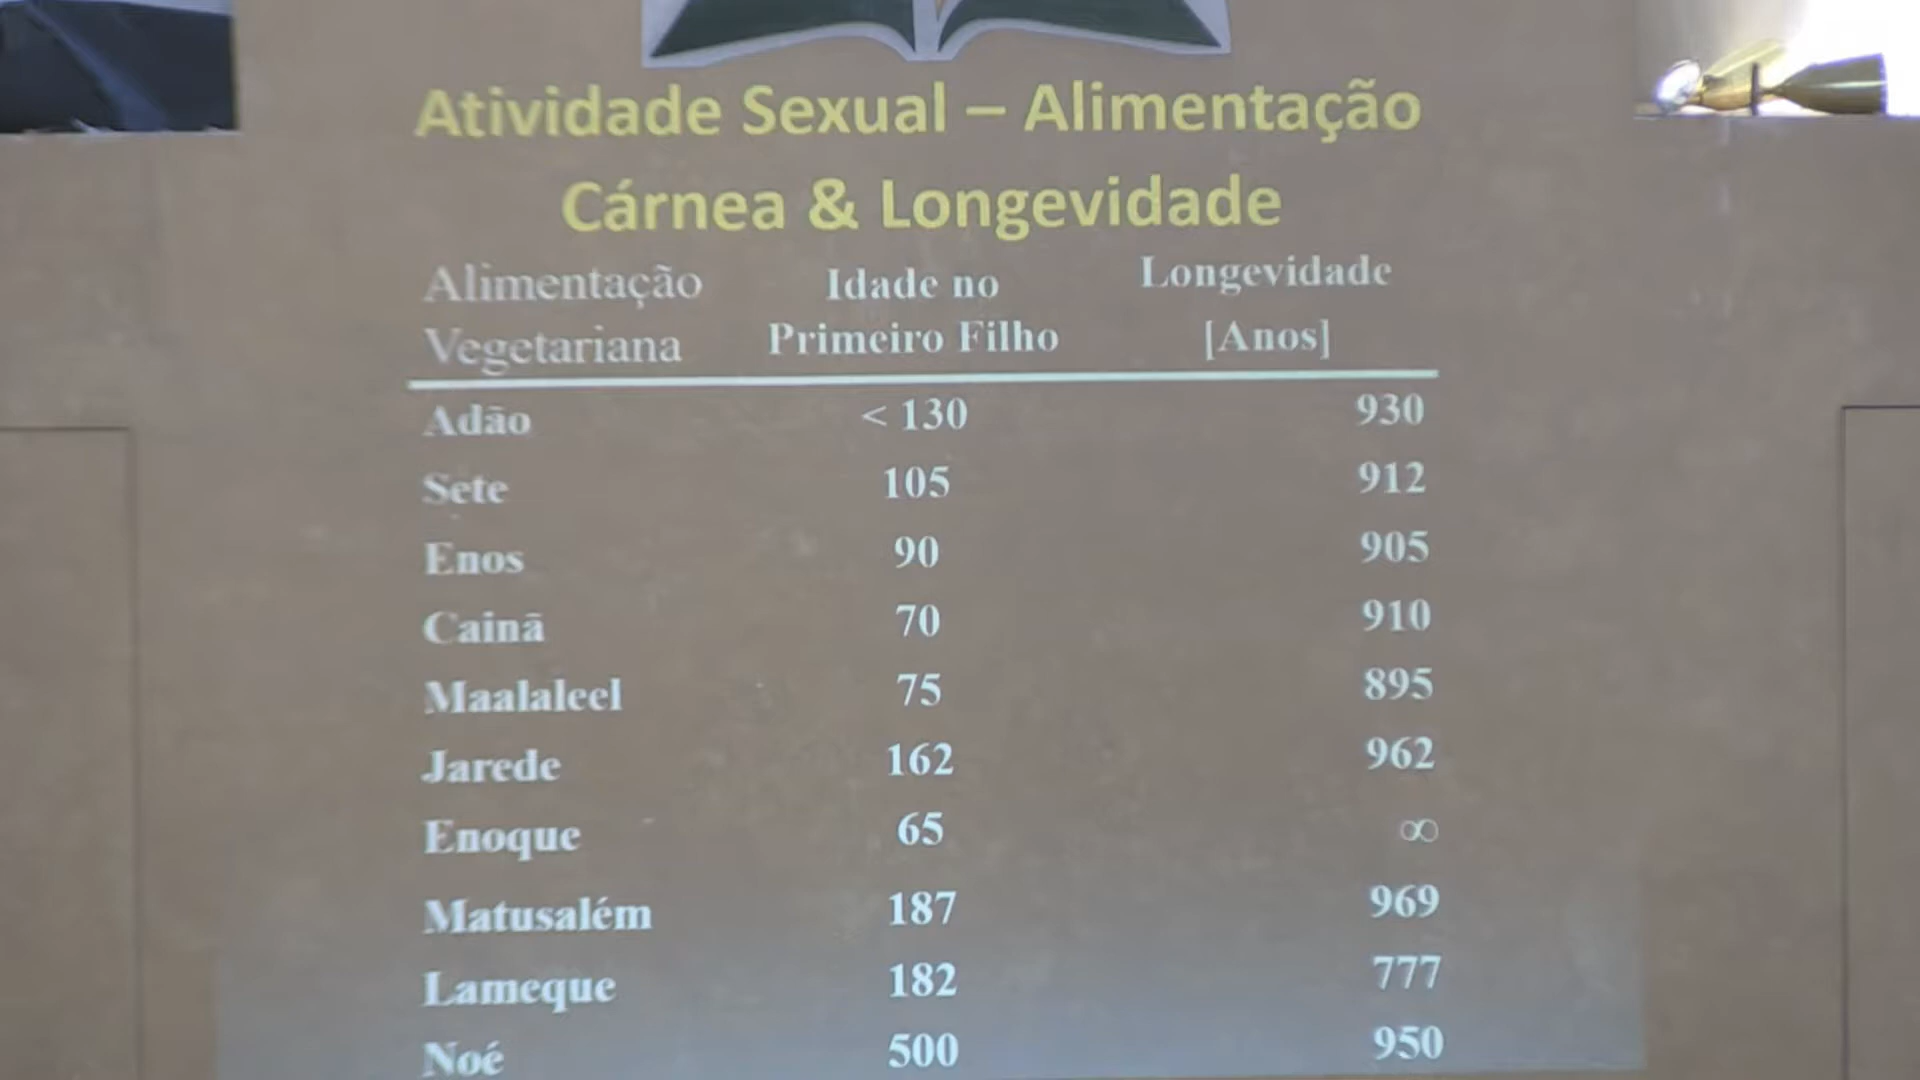 Atividade Sexual – Alimentação
Cárnea & Longevidade
Alimentação Vegetariana Idade no Primeiro Filho Longevidade [Anos]
Adão < 130 930
Sete 105 912
Enos 90 905
Cainã 70 910
Maalaleel 75 895
Jarede 162 962
Enoque 65 ∞
Matusalém 187 969
Lameque 182 777
Noé 500 950